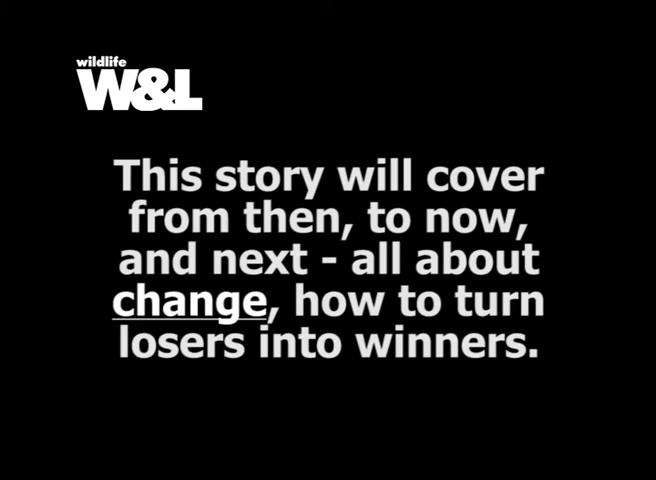 wildlife
W&L
This story will cover
from then, to now,
and next - all about
change, how to turn
losers into winners.